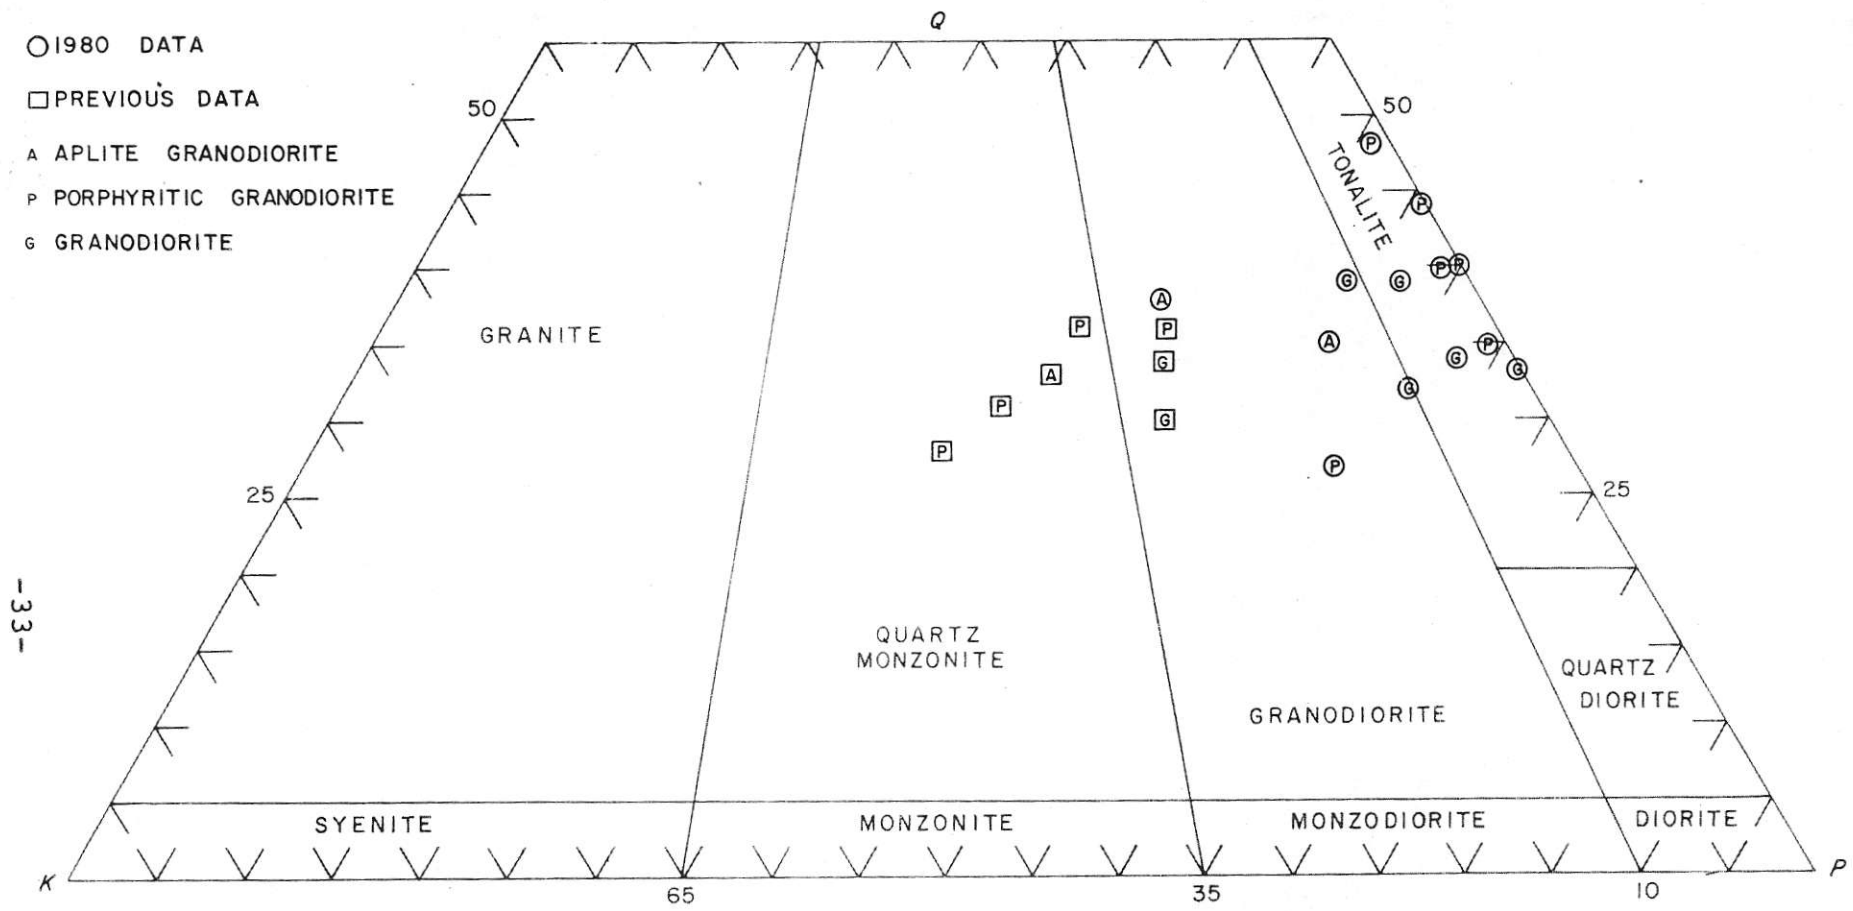 Q
○ 1980 DATA
□ PREVIOUS DATA
A APLITE GRANODIORITE
P PORPHYRITIC GRANODIORITE
G GRANODIORITE
50
50
P
TONALITE
P
P P
G G
A
P P
A
G
P G
G
A
P
G
G
P
P
25
25
GRANITE
QUARTZ
MONZONITE
QUARTZ
DIORITE
GRANODIORITE
SYENITE
MONZONITE
MONZODIORITE
DIORITE
K
P
65
35
10
-33-